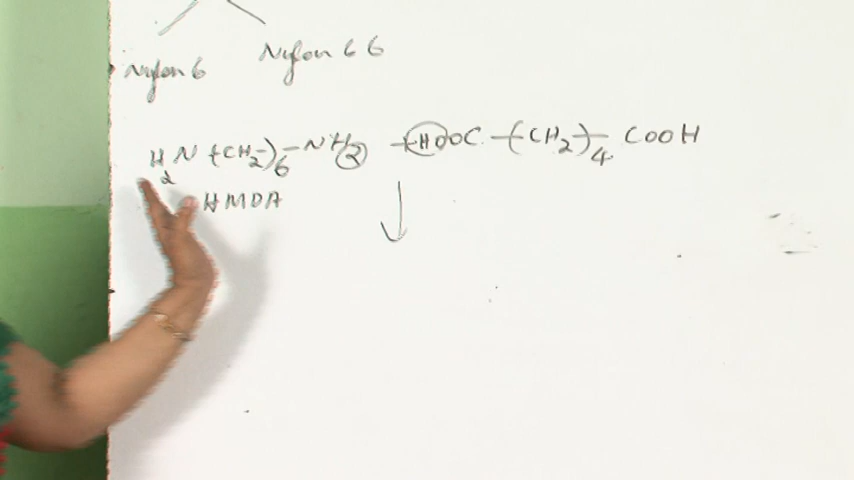 Nylon 6
Nylon 6 6
H2N-(CH2)6-NH2 + HOOC-(CH2)4-COOH
HMDA